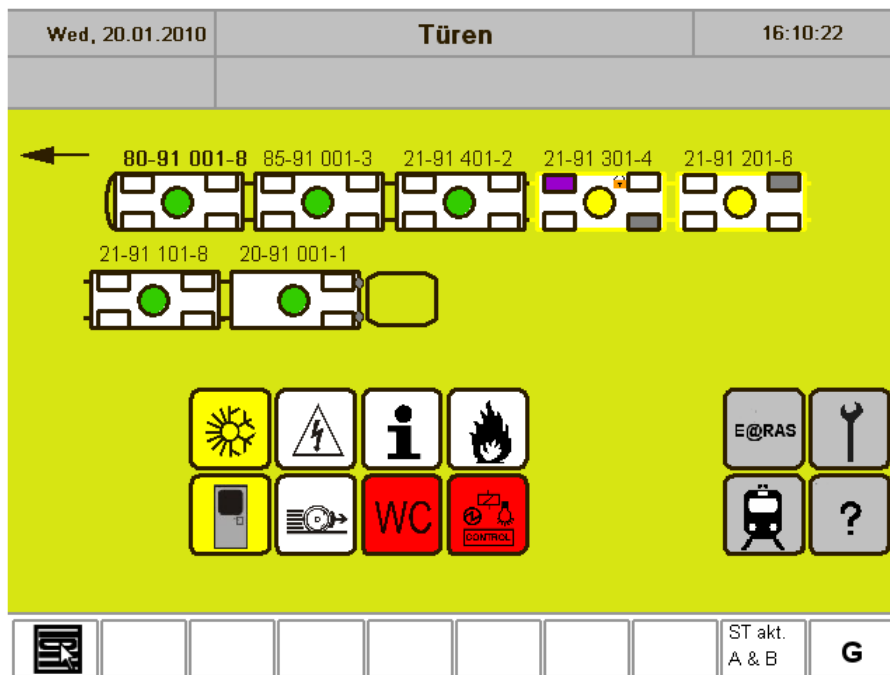 Wed, 20.01.2010 Türen 16:10:22
80-91 001-8 85-91 001-3 21-91 401-2 21-91 301-4 21-91 201-6
21-91 101-8 20-91 001-1
E@RAS
WC
CONTROL
?
ST akt.
A & B
G